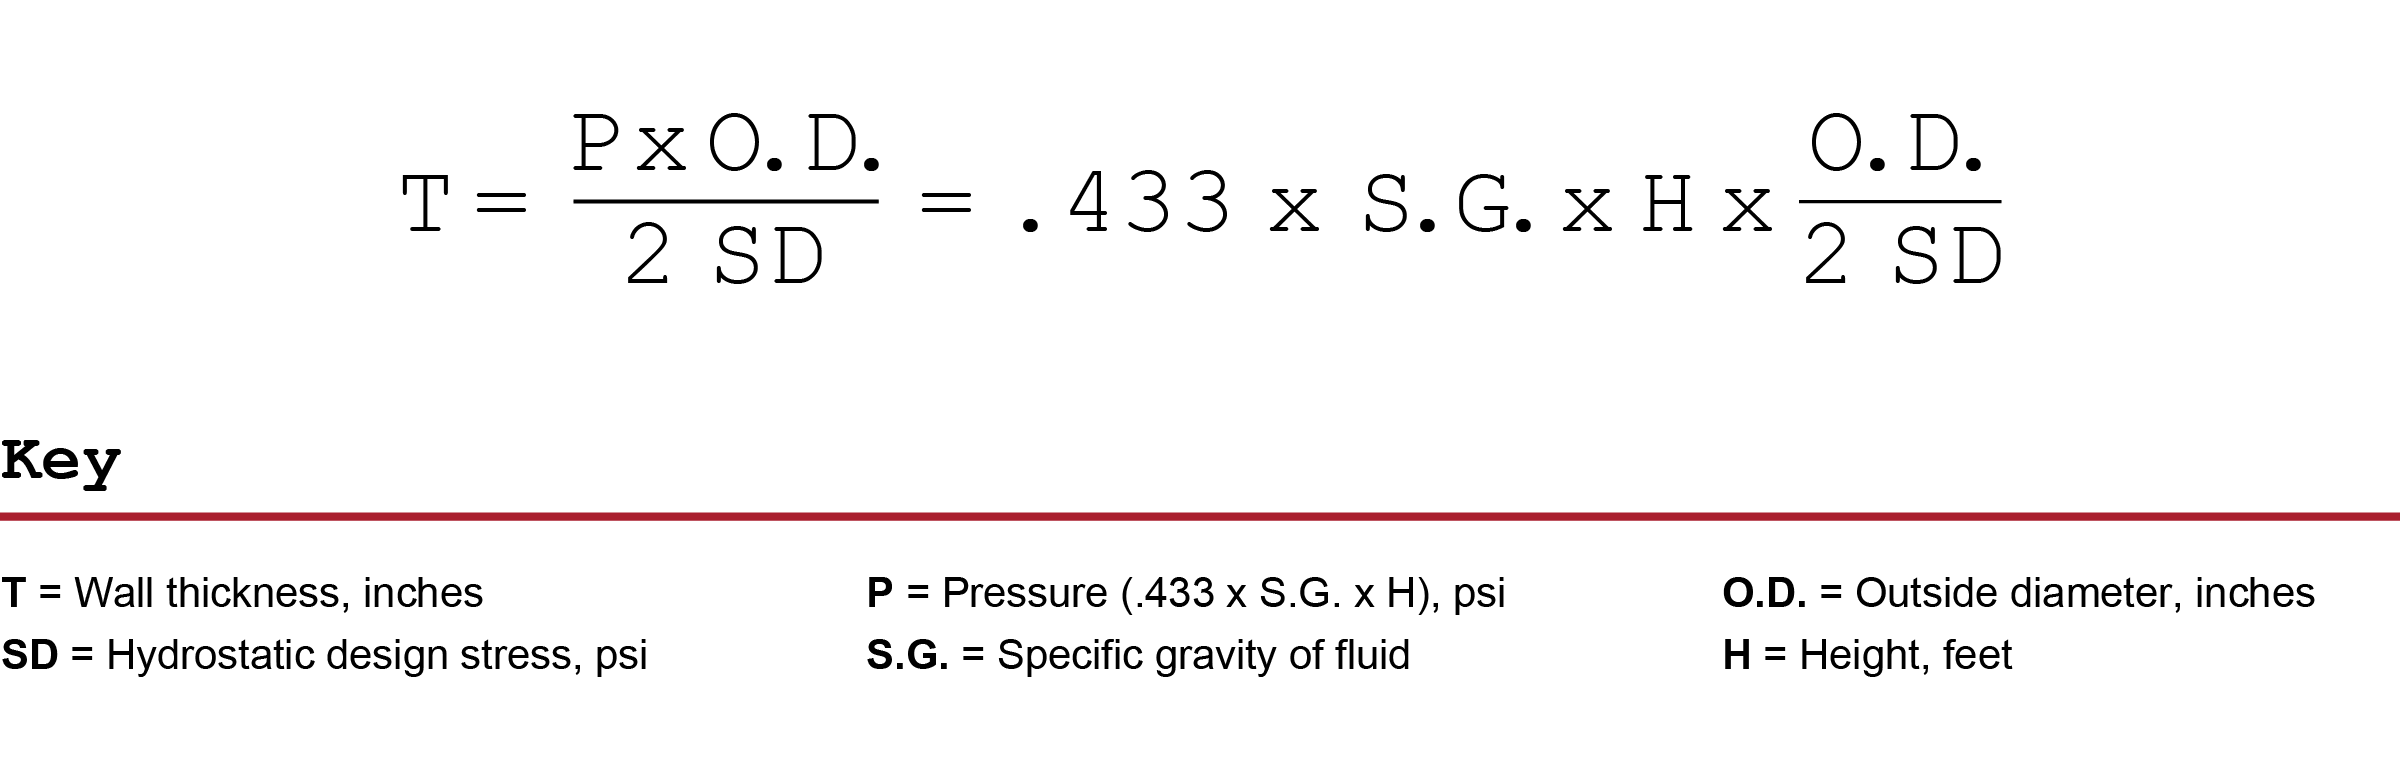 T = P x O.D. / 2 SD = .433 x S.G. x H x O.D. / 2 SD
Key
T = Wall thickness, inches P = Pressure (.433 x S.G. x H), psi O.D. = Outside diameter, inches
SD = Hydrostatic design stress, psi S.G. = Specific gravity of fluid H = Height, feet